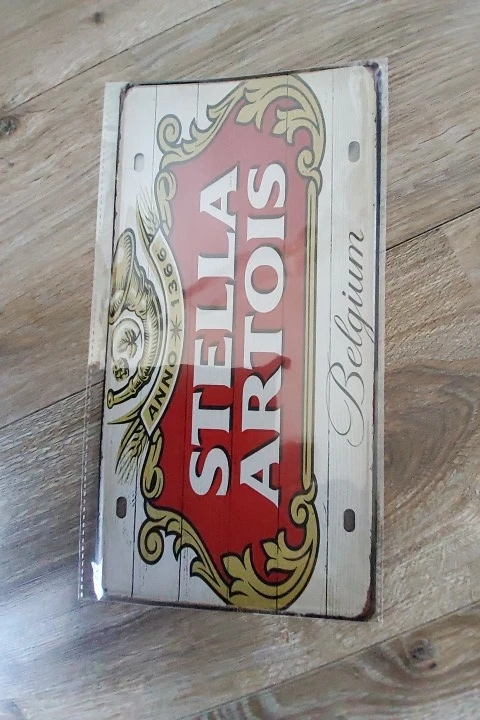 ANNO 1366
STELLA
ARTOIS
Belgium